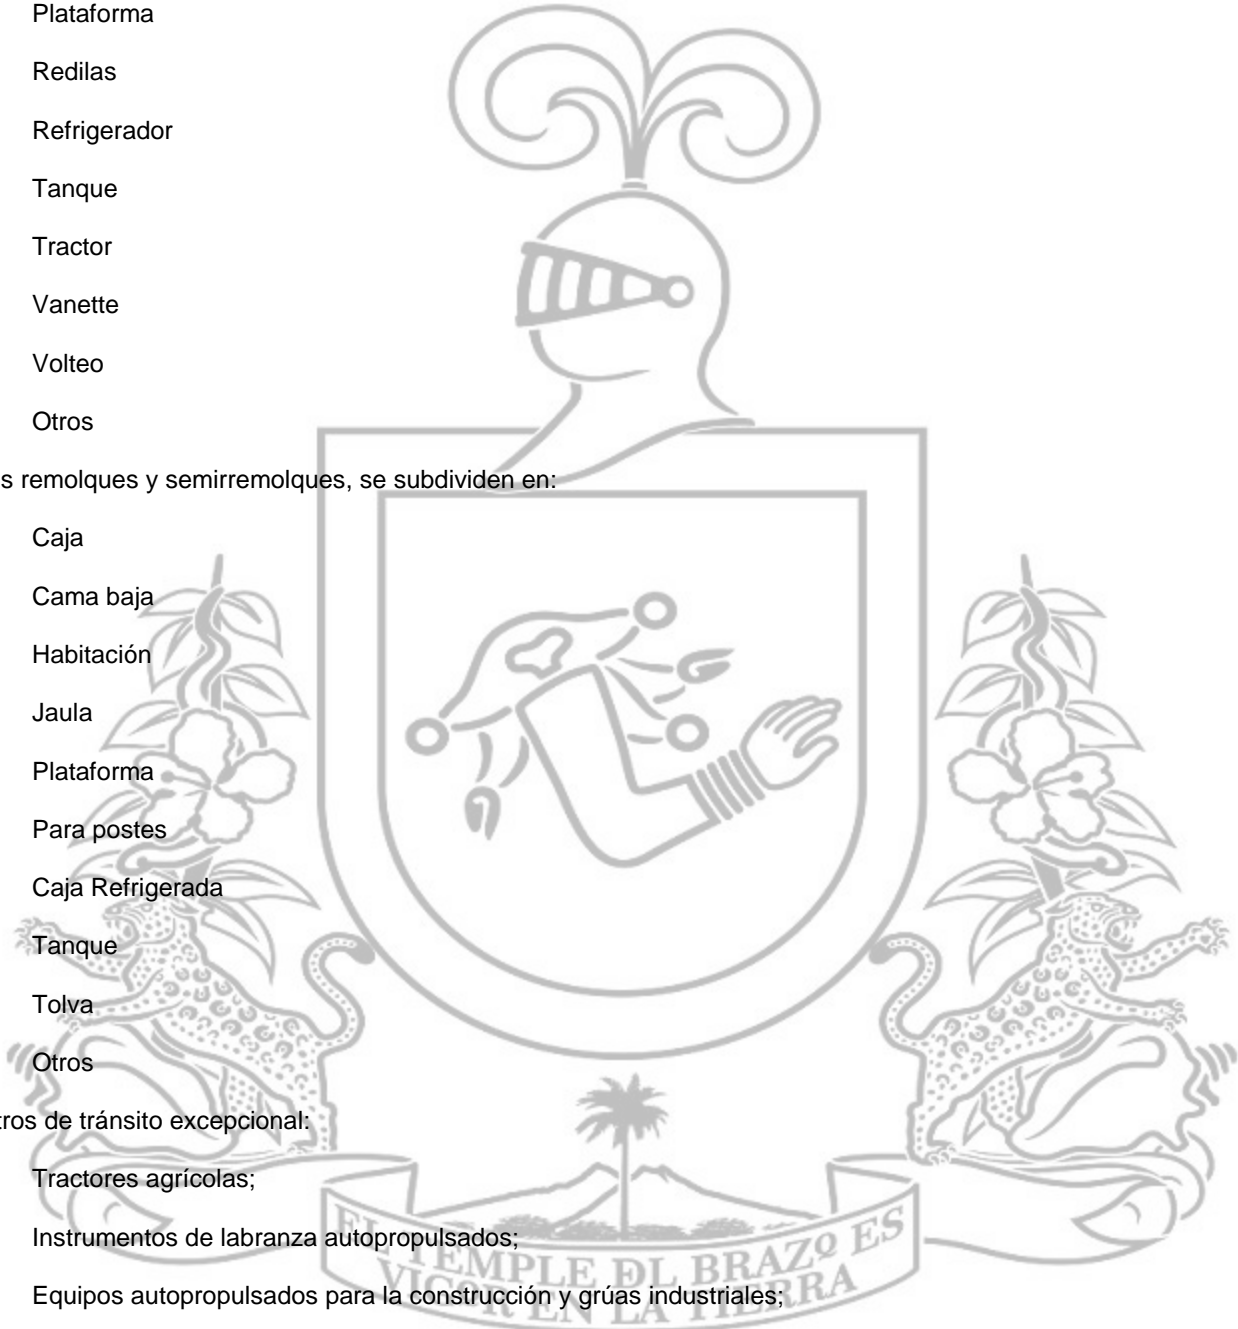 Plataforma
Redilas
Refrigerador
Tanque
Tractor
Vanette
Volteo
Otros
s remolques y semirremolques, se subdividen en:
Caja
Cama baja
Habitación
Jaula
Plataforma
Para postes
Caja Refrigerada
Tanque
Tolva
Otros
tros de tránsito excepcional:
Tractores agrícolas;
Instrumentos de labranza autopropulsados;
EL TEMPLE DL BRAZO ES
VIGOR EN LA TIERRA
Equipos autopropulsados para la construcción y grúas industriales;